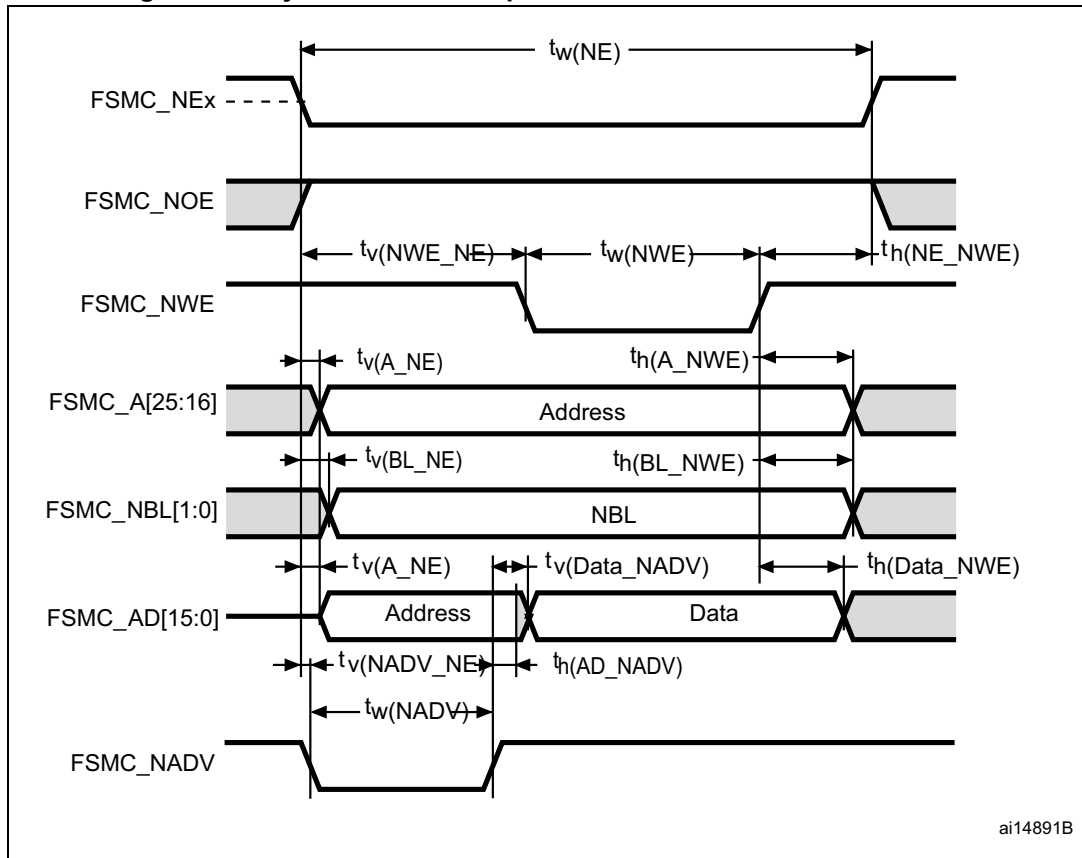 tw(NE)
FSMC_NEx
FSMC_NOE
tv(NWE_NE) tw(NWE) th(NE_NWE)
FSMC_NWE
tv(A_NE) th(A_NWE)
FSMC_A[25:16] Address
tv(BL_NE) th(BL_NWE)
FSMC_NBL[1:0] NBL
tv(A_NE) tv(Data_NADV) th(Data_NWE)
FSMC_AD[15:0] Address Data
tv(NADV_NE) th(AD_NADV)
tw(NADV)
FSMC_NADV
ai14891B